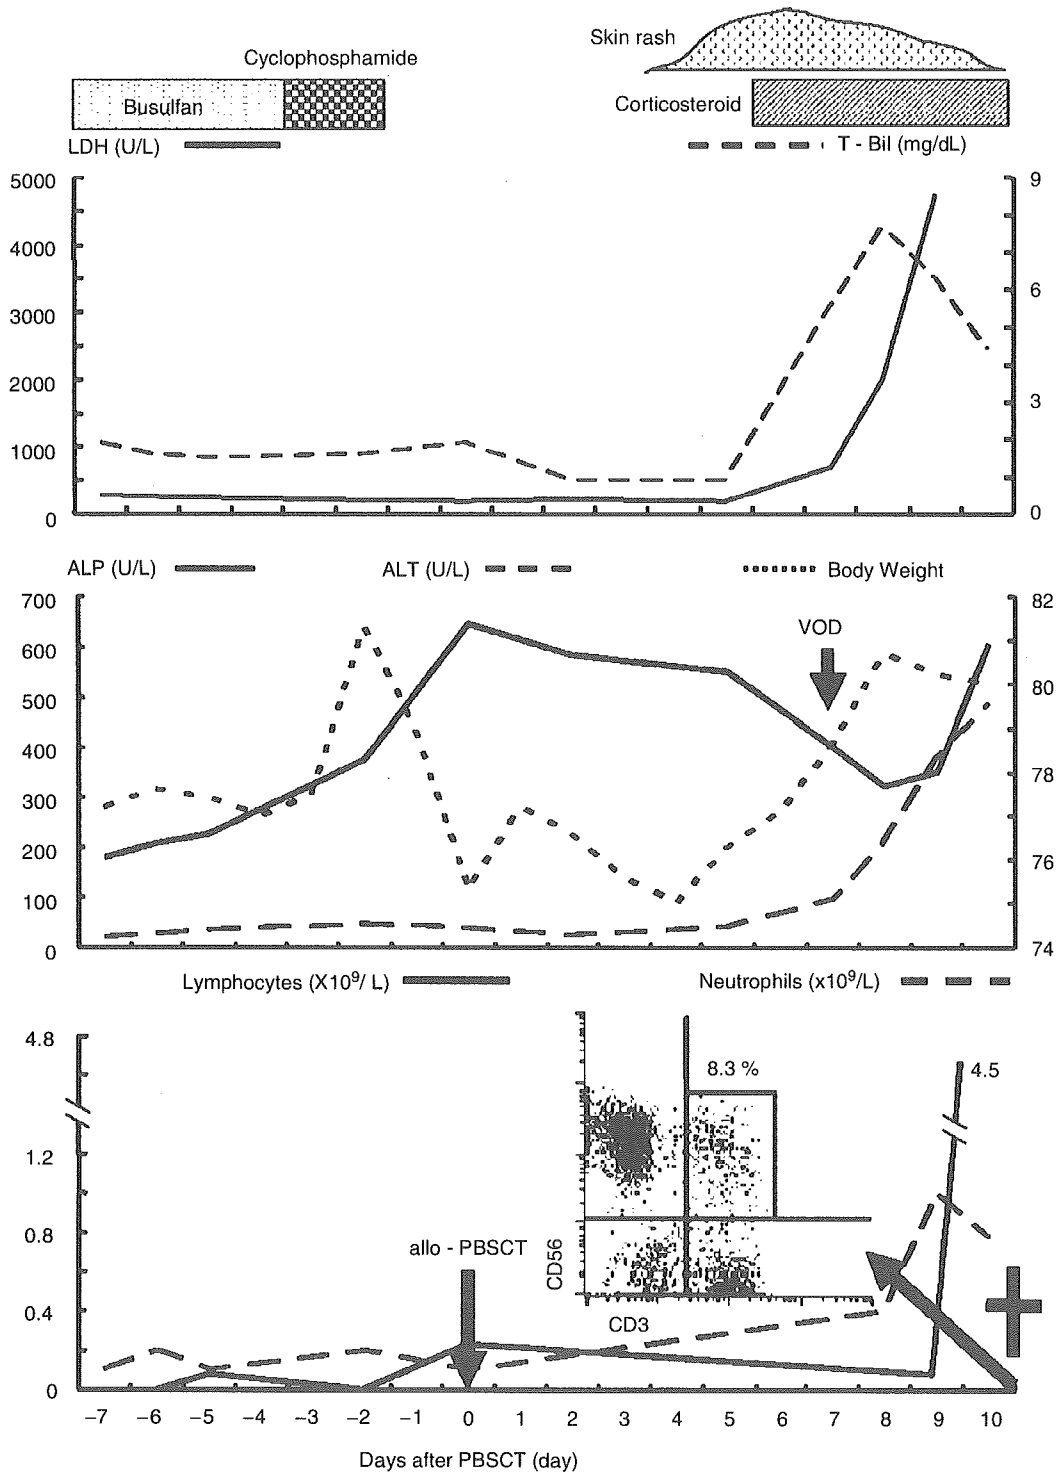 Skin rash
Cyclophosphamide
Busulfan
Corticosteroid
LDH (U/L)
T - Bil (mg/dL)
5000
4000
3000
2000
1000
0
9
6
3
0
ALP (U/L)
ALT (U/L)
Body Weight
700
600
500
400
300
200
100
0
82
80
78
76
74
VOD
Lymphocytes (X10⁹/ L)
Neutrophils (x10⁹/L)
4.8
1.2
0.8
0.4
0
8.3 %
4.5
allo - PBSCT
CD56
CD3
−7 −6 −5 −4 −3 −2 −1 0 1 2 3 4 5 6 7 8 9 10
Days after PBSCT (day)